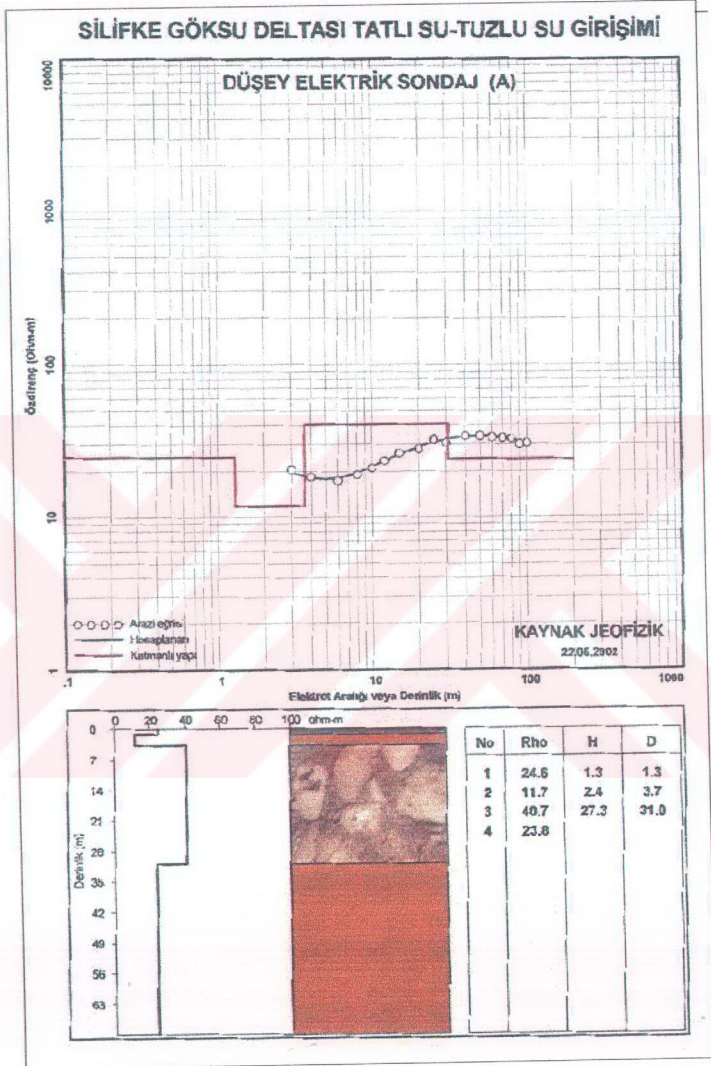 SİLİFKE GÖKSU DELTASI TATLI SU-TUZLU SU GİRİŞİMİ
DÜŞEY ELEKTRİK SONDAJ (A)
10000
1000
100
10
1
Özdirenç (Ohm-m)
Arazi eğrisi
Hesaplanan
Katmanlı yapı
KAYNAK JEOFİZİK
22.06.2002
.1 1 10 100 1000
Elektrot Aralığı veya Derinlik (m)
0 20 40 60 80 100 ohm-m
Derinlik (m)
0
7
14
21
28
35
42
49
56
63
No Rho H D
1 24.6 1.3 1.3
2 11.7 2.4 3.7
3 40.7 27.3 31.0
4 23.8